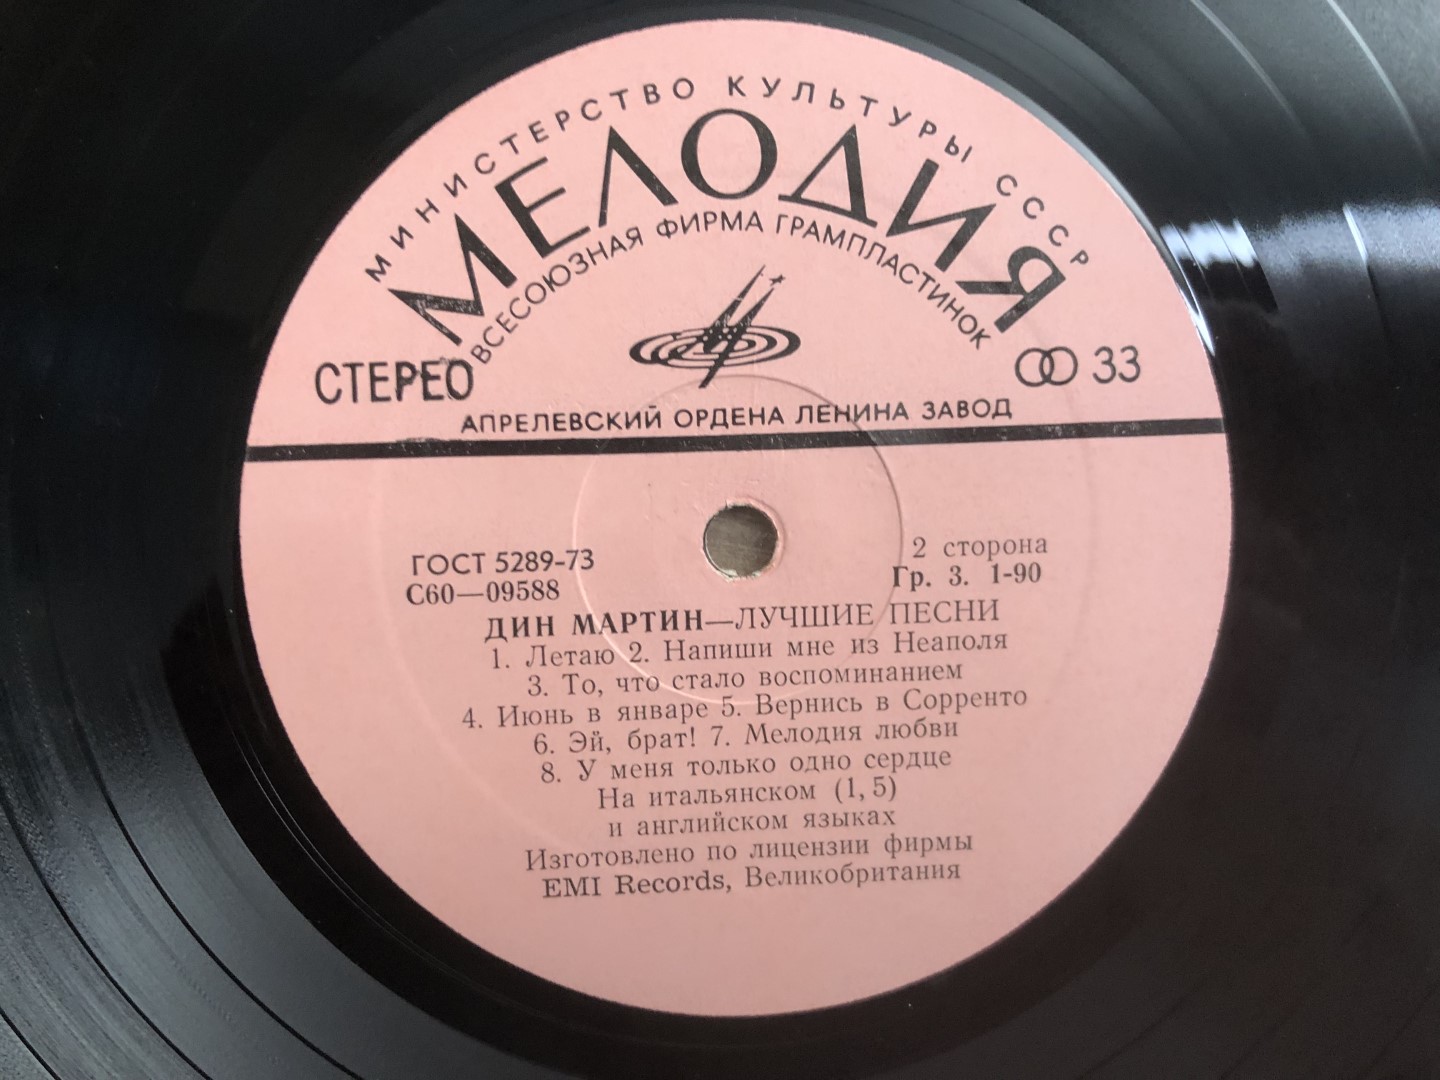 МИНИСТЕРСТВО КУЛЬТУРЫ СССР
МЕЛОДИЯ
ВСЕСОЮЗНАЯ ФИРМА ГРАМПЛАСТИНОК
СТЕРЕО
33
АПРЕЛЕВСКИЙ ОРДЕНА ЛЕНИНА ЗАВОД
ГОСТ 5289-73
2 сторона
С60—09588
Гр. 3. 1-90
ДИН МАРТИН—ЛУЧШИЕ ПЕСНИ
1. Летаю 2. Напиши мне из Неаполя
3. То, что стало воспоминанием
4. Июнь в январе 5. Вернись в Сорренто
6. Эй, брат! 7. Мелодия любви
8. У меня только одно сердце
На итальянском (1, 5)
и английском языках
Изготовлено по лицензии фирмы
EMI Records, Великобритания